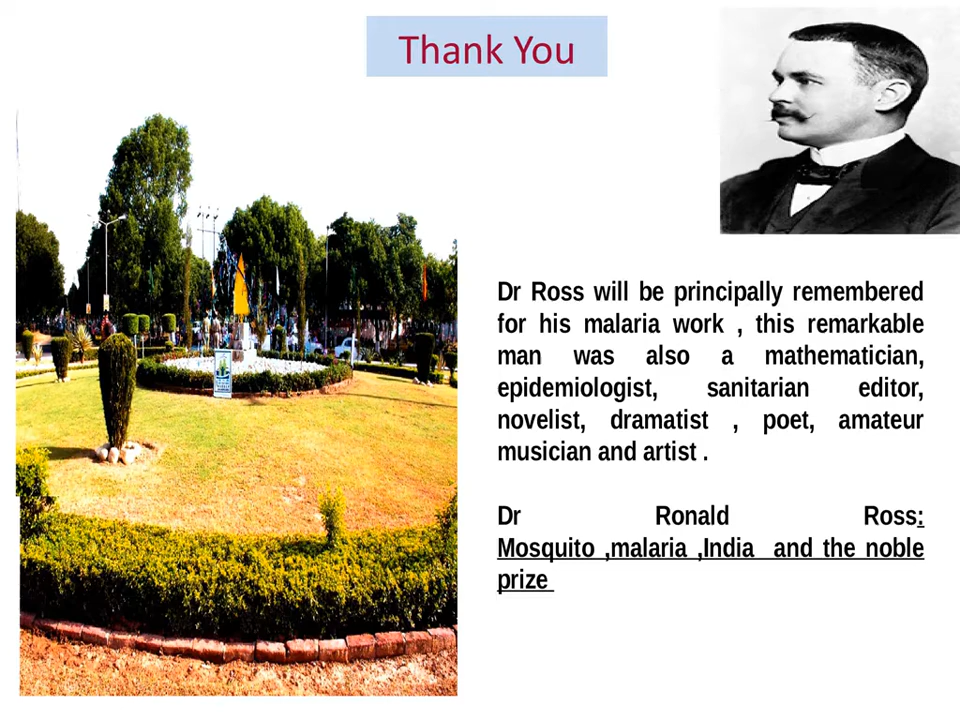 Thank You
Dr Ross will be principally remembered
for his malaria work , this remarkable
man was also a mathematician,
epidemiologist, sanitarian editor,
novelist, dramatist , poet, amateur
musician and artist .
Dr Ronald Ross:
Mosquito ,malaria ,India and the noble
prize